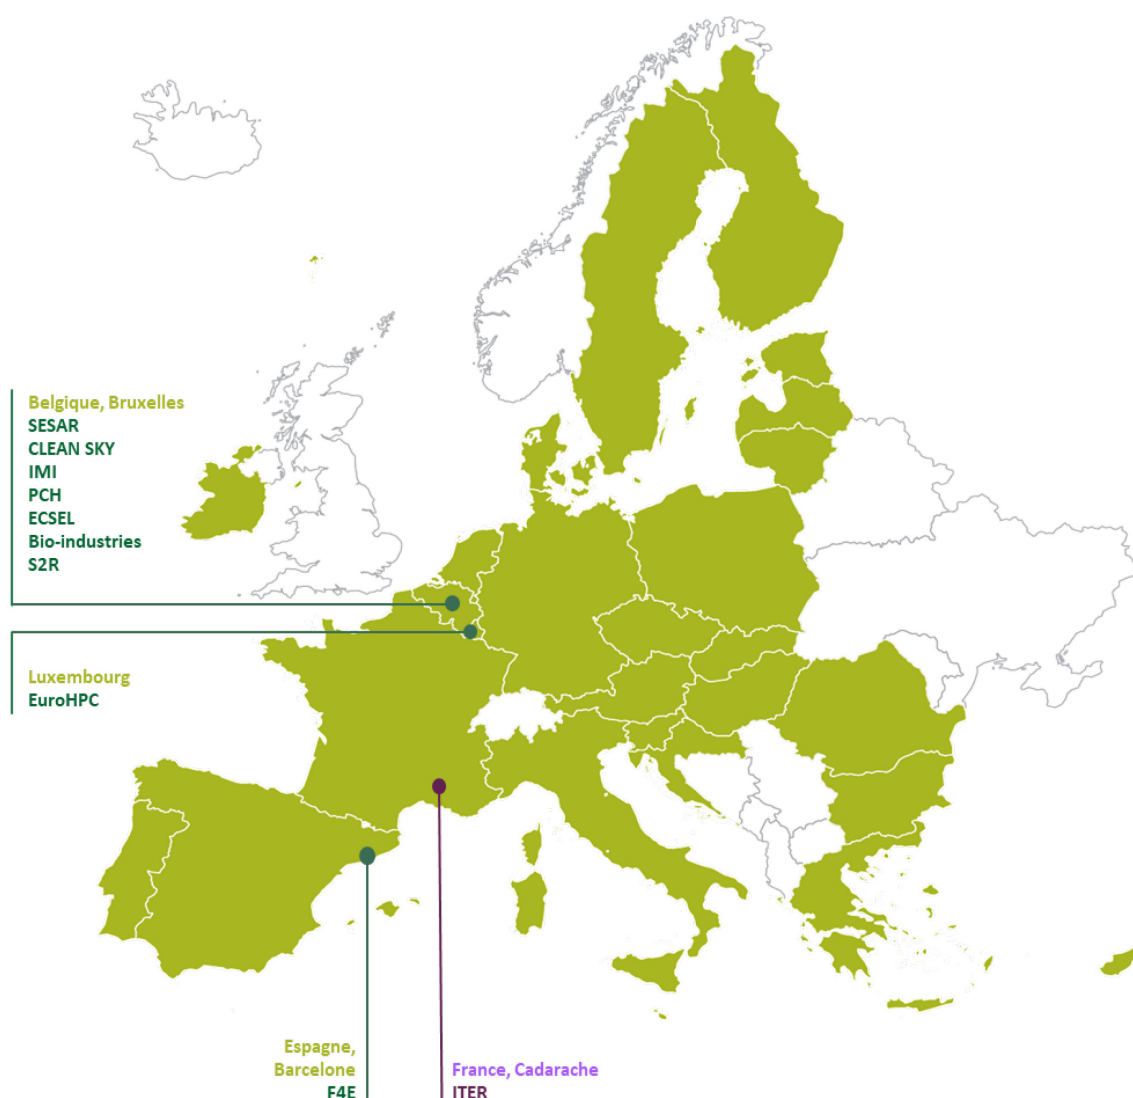 Belgique, Bruxelles
SESAR
CLEAN SKY
IMI
PCH
ECSEL
Bio-industries
S2R
Luxembourg
EuroHPC
Espagne,
Barcelone
F4E
France, Cadarache
ITER